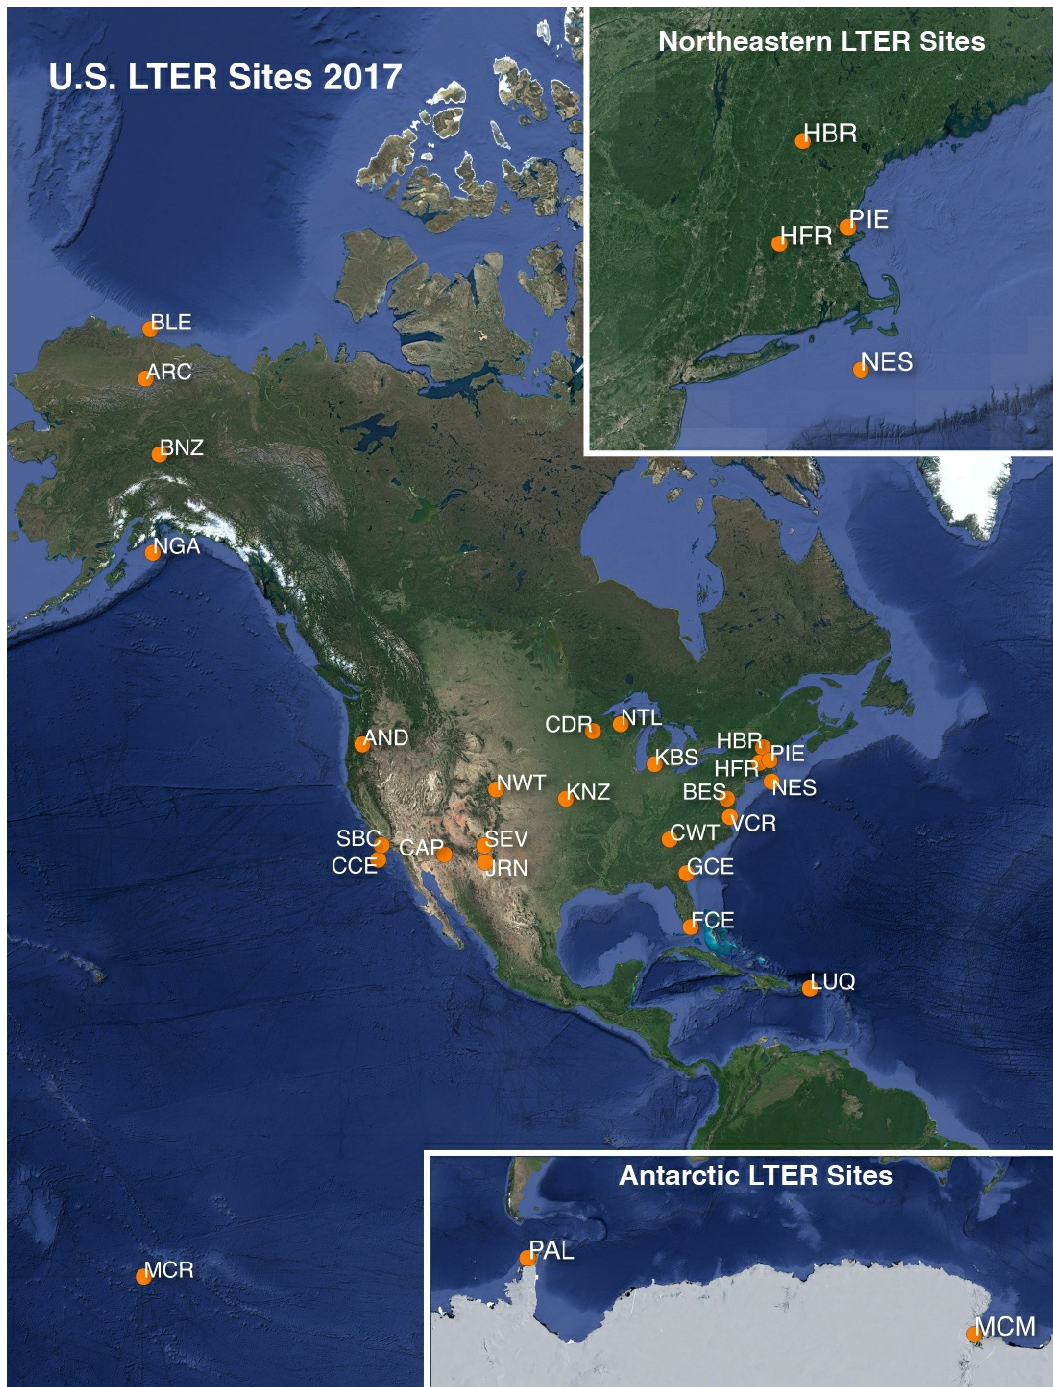 U.S. LTER Sites 2017
Northeastern LTER Sites
HBR
PIE
HFR
NES
BLE
ARC
BNZ
NGA
CDR
NTL
AND
HBR
PIE
KBS
HFR
NWT
KNZ
BES
NES
VCR
CWT
SBC
CAP
SEV
CCE
JRN
GCE
FCE
LUQ
Antarctic LTER Sites
PAL
MCR
MCM